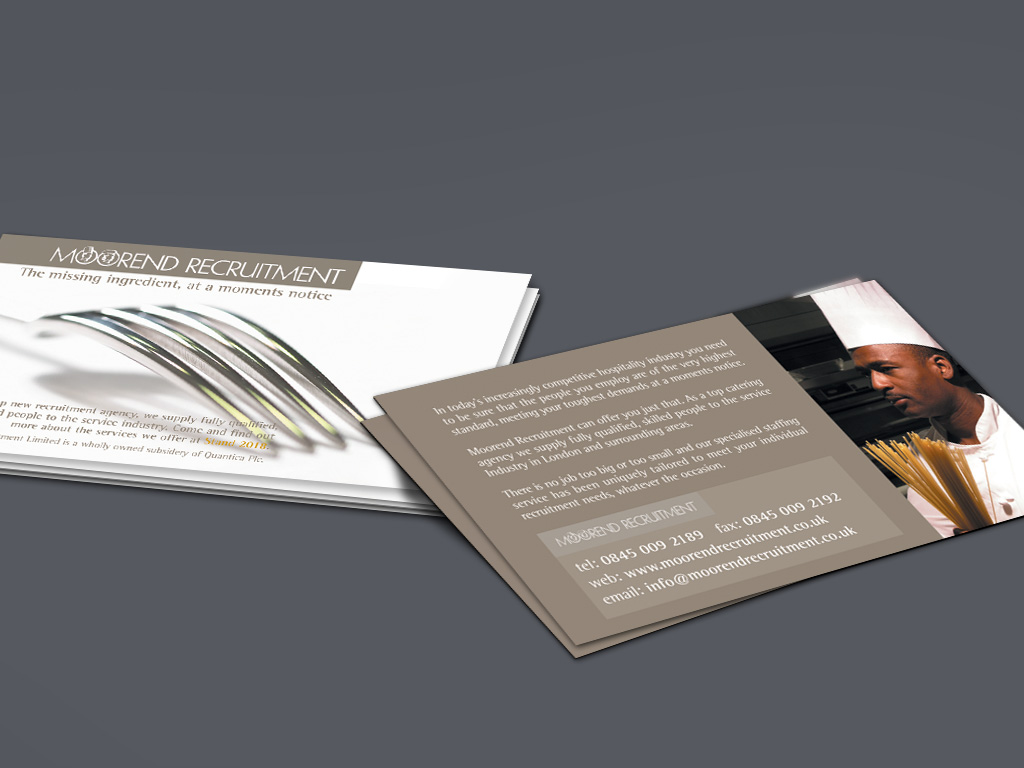 MOOREND RECRUITMENT
The missing ingredient, at a moments notice
new recruitment agency, we supply fully qualified,
people to the service industry. Come and find out
more about the services we offer at Stand 2018.
Limited is a wholly owned subsidery of Quantica Plc.
In today's increasingly competitive hospitality industry you need
to be sure that the people you employ are of the very highest
standard, meeting your toughest demands at a moments notice.
Moorend Recruitment can offer you just that. As a top catering
agency we supply fully qualified, skilled people to the service
industry in London and surrounding areas.
There is no job too big or too small and our specialised staffing
service has been uniquely tailored to meet your individual
recruitment needs, whatever the occasion.
MOOREND RECRUITMENT
tel: 0845 009 2189 fax: 0845 009 2192
web: www.moorendrecruitment.co.uk
email: info@moorendrecruitment.co.uk